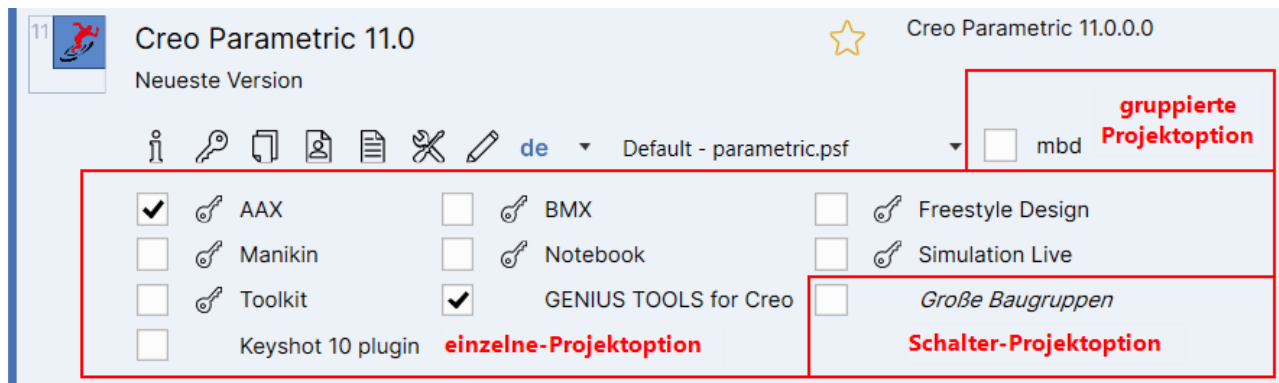 11 Creo Parametric 11.0 Creo Parametric 11.0.0.0
Neueste Version
gruppierte
Projektoption
de Default - parametric.psf mbd
AAX BMX Freestyle Design
Manikin Notebook Simulation Live
Toolkit GENIUS TOOLS for Creo Große Baugruppen
Keyshot 10 plugin einzelne-Projektoption Schalter-Projektoption